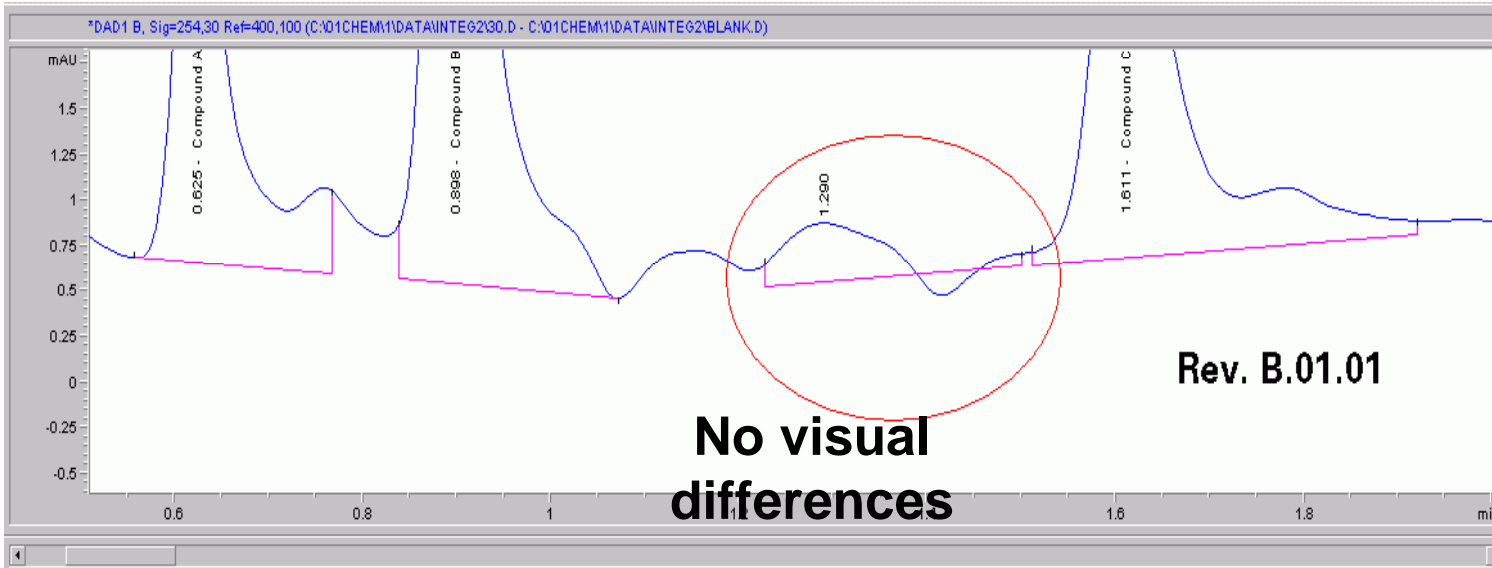 *DAD1 B, Sig=254,30 Ref=400,100 (C:\01CHEM\1\DATA\INTEG2\30.D - C:\01CHEM\1\DATA\INTEG2\BLANK.D)
mAU
1.5
1.25
1
0.75
0.5
0.25
0
-0.25
-0.5
0.625 - Compound A
0.898 - Compound B
1.290
1.611 - Compound C
Rev. B.01.01
No visual
differences
0.6
0.8
1
1.6
1.8